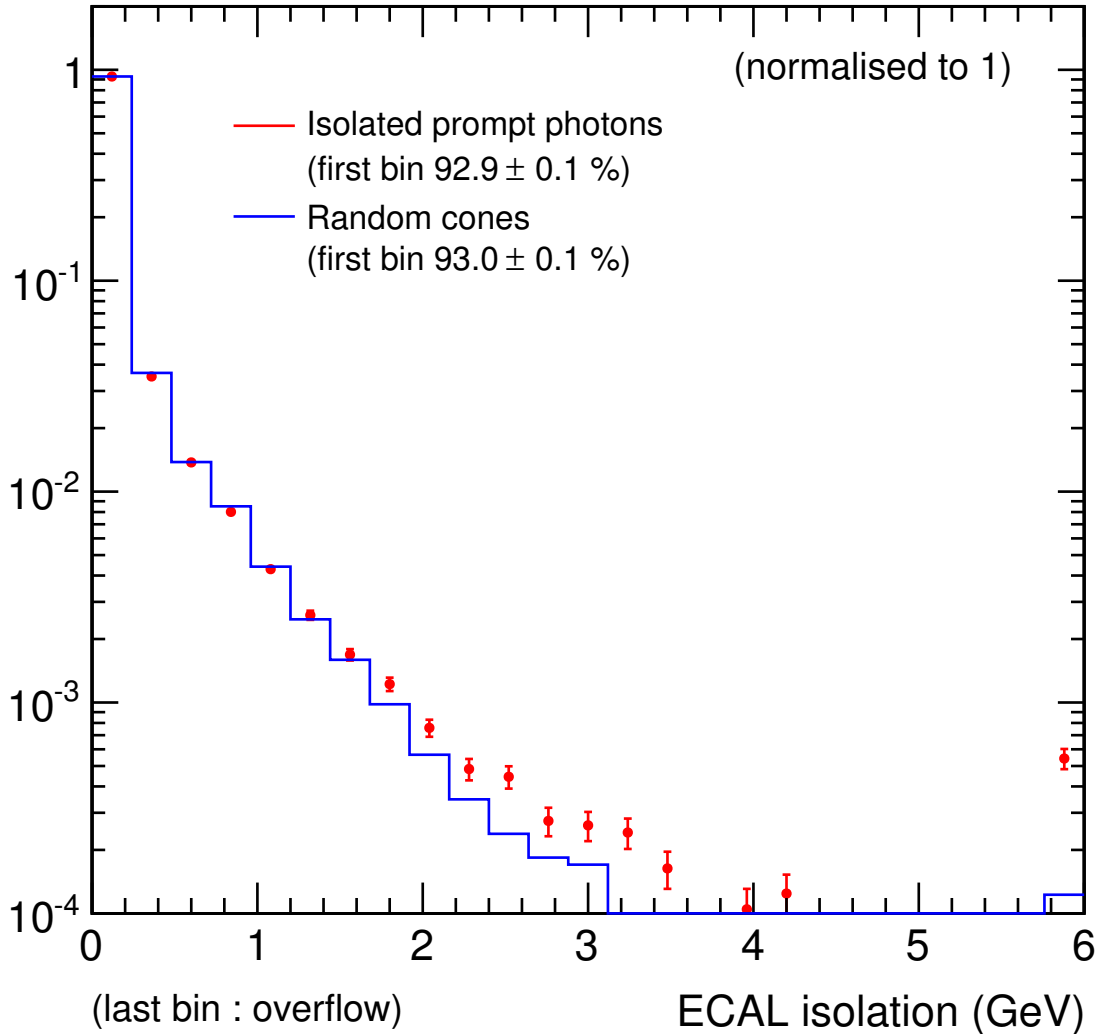 (normalised to 1)
Isolated prompt photons
(first bin 92.9 ± 0.1 %)
Random cones
(first bin 93.0 ± 0.1 %)
1
10^-1
10^-2
10^-3
10^-4
0 1 2 3 4 5 6
(last bin : overflow) ECAL isolation (GeV)